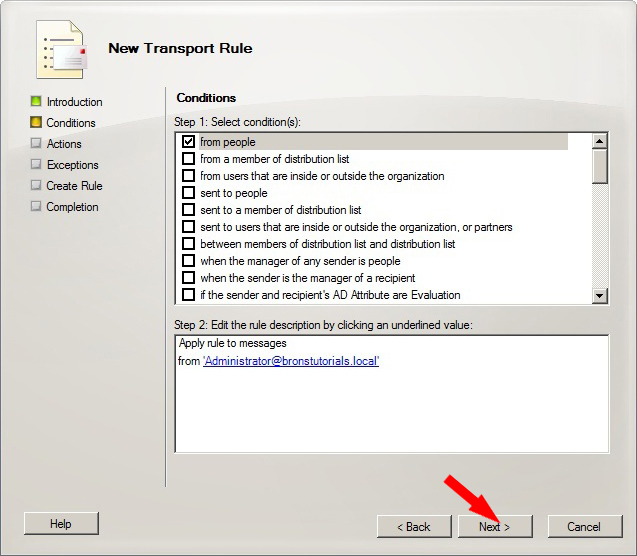 New Transport Rule
Introduction
Conditions
Actions
Exceptions
Create Rule
Completion
Conditions
Step 1: Select condition(s):
from people
from a member of distribution list
from users that are inside or outside the organization
sent to people
sent to a member of distribution list
sent to users that are inside or outside the organization, or partners
between members of distribution list and distribution list
when the manager of any sender is people
when the sender is the manager of a recipient
if the sender and recipient's AD Attribute are Evaluation
Step 2: Edit the rule description by clicking an underlined value:
Apply rule to messages
from 'Administrator@bronstutorials.local'
Help
< Back
Next >
Cancel